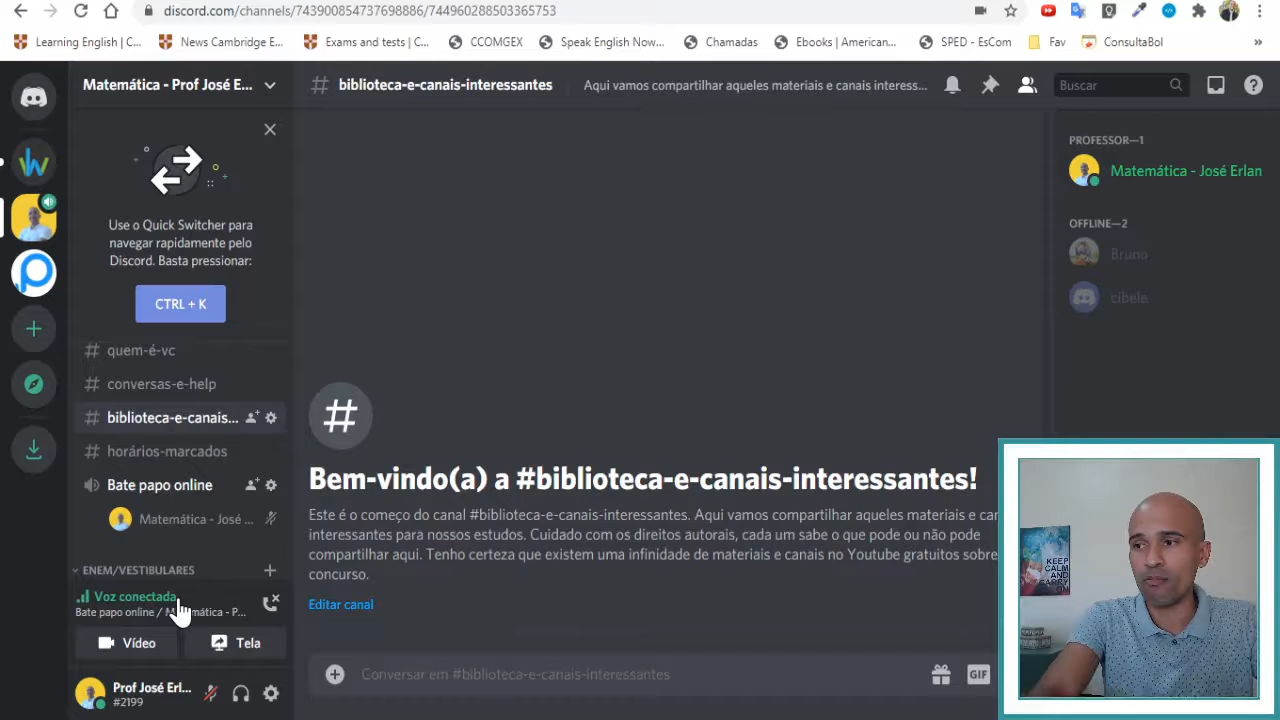 discord.com/channels/743900854737698886/744960288503365753
Learning English | C... News Cambridge E... Exams and tests | C... CCOMGEX Speak English Now... Chamadas Ebooks | American... SPED - EsCom Fav ConsultaBol »
Matemática - Prof José E...
# biblioteca-e-canais-interessantes
Aqui vamos compartilhar aqueles materiais e canais interess...
Buscar
Use o Quick Switcher para
navegar rapidamente pelo
Discord. Basta pressionar:
CTRL + K
# quem-é-vc
# conversas-e-help
# biblioteca-e-canais...
# horários-marcados
Bate papo online
Matemática - José ...
ENEM/VESTIBULARES
Voz conectada
Bate papo online / M
mática - P...
Vídeo
Tela
Prof José Erl...
#2199
#
Bem-vindo(a) a #biblioteca-e-canais-interessantes!
Este é o começo do canal #biblioteca-e-canais-interessantes. Aqui vamos compartilhar aqueles materiais e can
interessantes para nossos estudos. Cuidado com os direitos autorais, cada um sabe o que pode ou não pode
compartilhar aqui. Tenho certeza que existem uma infinidade de materiais e canais no Youtube gratuitos sobre
concurso.
Editar canal
Conversar em #biblioteca-e-canais-interessantes
GIF
PROFESSOR—1
Matemática - José Erlan
OFFLINE—2
Bruno
cibele
KEEP
CALM
AND
CARRY
ON